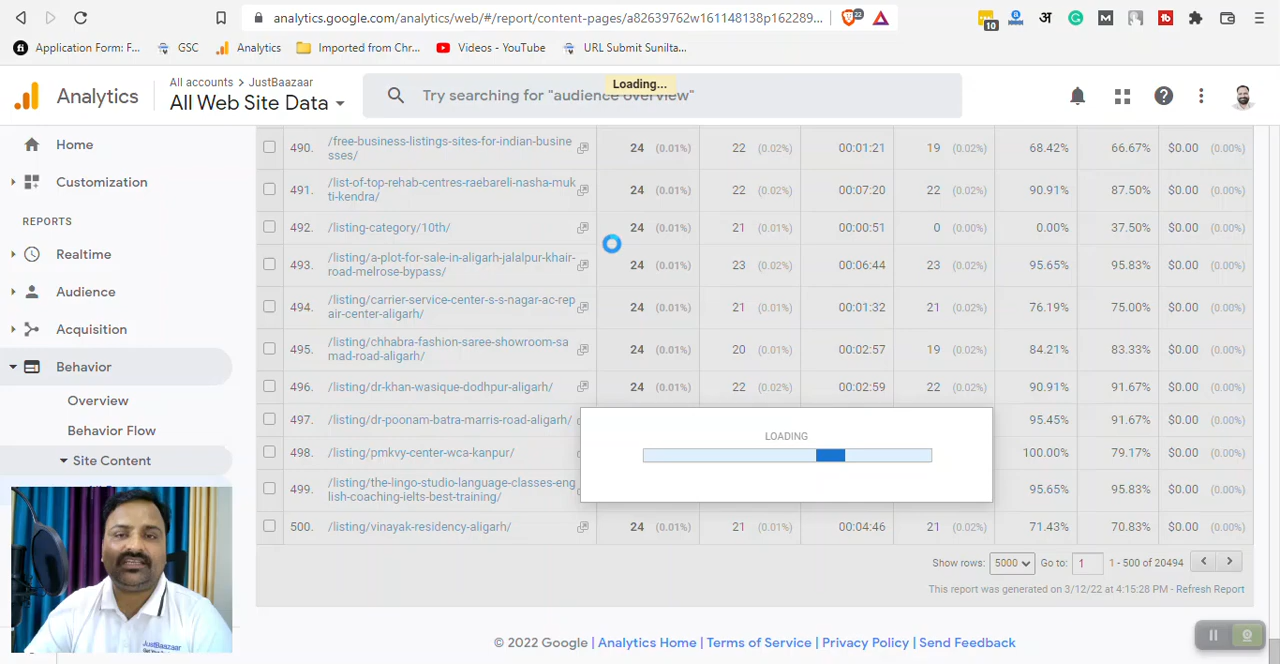 analytics.google.com/analytics/web/#/report/content-pages/a82639762w161148138p162289...
2
10
अ
M
Application Form: F...
GSC
Analytics
Imported from Chr...
Videos - YouTube
URL Submit Sunilta...
Analytics
All accounts > JustBaazaar
All Web Site Data
Try searching for "audience overview"
Loading...
Home
Customization
REPORTS
Realtime
Audience
Acquisition
Behavior
Overview
Behavior Flow
Site Content
490. /free-business-listings-sites-for-indian-busine
sses/ 24 (0.01%) 22 (0.02%) 00:01:21 19 (0.02%) 68.42% 66.67% $0.00 (0.00%)
491. /list-of-top-rehab-centres-raebareli-nasha-muk
ti-kendra/ 24 (0.01%) 22 (0.02%) 00:07:20 22 (0.02%) 90.91% 87.50% $0.00 (0.00%)
492. /listing-category/10th/ 24 (0.01%) 21 (0.02%) 00:00:51 0 (0.00%) 0.00% 37.50% $0.00 (0.00%)
493. /listing/a-plot-for-sale-in-aligarh-jalalpur-khair-
road-melrose-bypass/ 24 (0.01%) 23 (0.02%) 00:06:44 23 (0.02%) 95.65% 95.83% $0.00 (0.00%)
494. /listing/carrier-service-center-s-s-nagar-ac-rep
air-center-aligarh/ 24 (0.01%) 21 (0.01%) 00:01:32 21 (0.02%) 76.19% 75.00% $0.00 (0.00%)
495. /listing/chhabra-fashion-saree-showroom-sa
mad-road-aligarh/ 24 (0.01%) 20 (0.01%) 00:02:57 19 (0.02%) 84.21% 83.33% $0.00 (0.00%)
496. /listing/dr-khan-wasique-dodhpur-aligarh/ 24 (0.01%) 22 (0.02%) 00:02:59 22 (0.02%) 90.91% 91.67% $0.00 (0.00%)
497. /listing/dr-poonam-batra-marris-road-aligarh/ 95.45% 91.67% $0.00 (0.00%)
498. /listing/pmkvy-center-wca-kanpur/ 100.00% 79.17% $0.00 (0.00%)
499. /listing/the-lingo-studio-language-classes-eng
lish-coaching-ielts-best-training/ 95.65% 95.83% $0.00 (0.00%)
500. /listing/vinayak-residency-aligarh/ 24 (0.01%) 21 (0.01%) 00:04:46 21 (0.02%) 71.43% 70.83% $0.00 (0.00%)
LOADING
Show rows: 5000 Go to: 1 1 - 500 of 20494
This report was generated on 3/12/22 at 4:15:28 PM - Refresh Report
© 2022 Google | Analytics Home | Terms of Service | Privacy Policy | Send Feedback
JustBaazaar